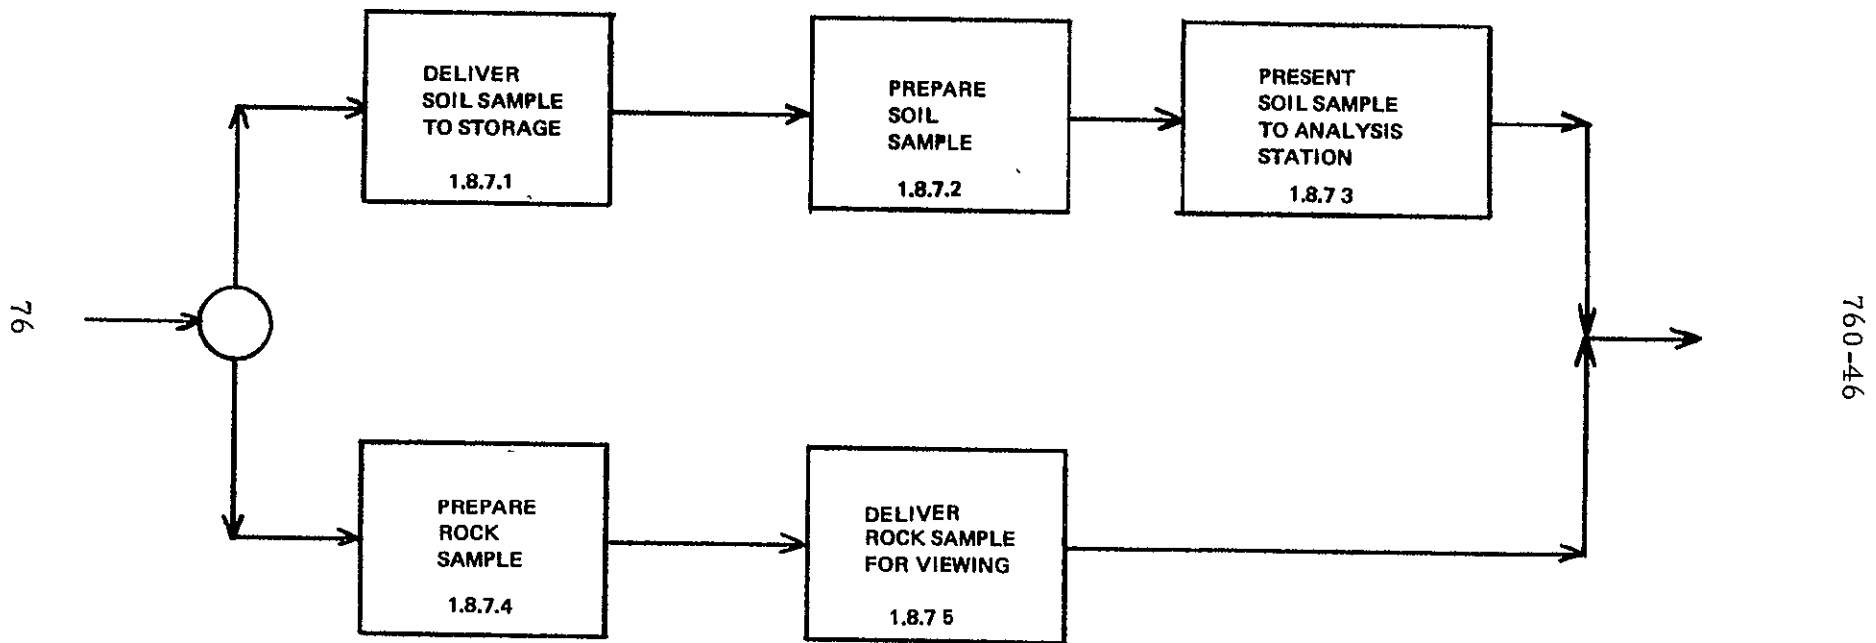 DELIVER
SOIL SAMPLE
TO STORAGE
1.8.7.1
PREPARE
SOIL
SAMPLE
1.8.7.2
PRESENT
SOIL SAMPLE
TO ANALYSIS
STATION
1.8.7 3
PREPARE
ROCK
SAMPLE
1.8.7.4
DELIVER
ROCK SAMPLE
FOR VIEWING
1.8.7 5
76
760-46